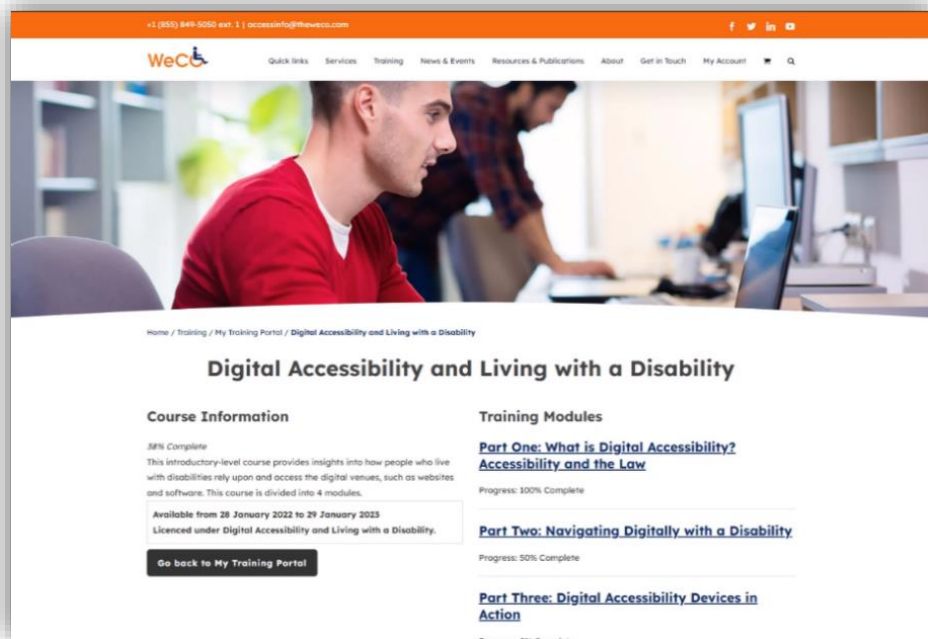 +1 (855) 849-5050 ext. 1 | accessinfo@theweco.com
WeCo
Quick links Services Training News & Events Resources & Publications About Get in Touch My Account
Home / Training / My Training Portal / Digital Accessibility and Living with a Disability
Digital Accessibility and Living with a Disability
Course Information
38% Complete
This introductory-level course provides insights into how people who live
with disabilities rely upon and access the digital venues, such as websites
and software. This course is divided into 4 modules.
Available from 28 January 2022 to 29 January 2023
Licenced under Digital Accessibility and Living with a Disability.
Go back to My Training Portal
Training Modules
Part One: What is Digital Accessibility?
Accessibility and the Law
Progress: 100% Complete
Part Two: Navigating Digitally with a Disability
Progress: 50% Complete
Part Three: Digital Accessibility Devices in
Action